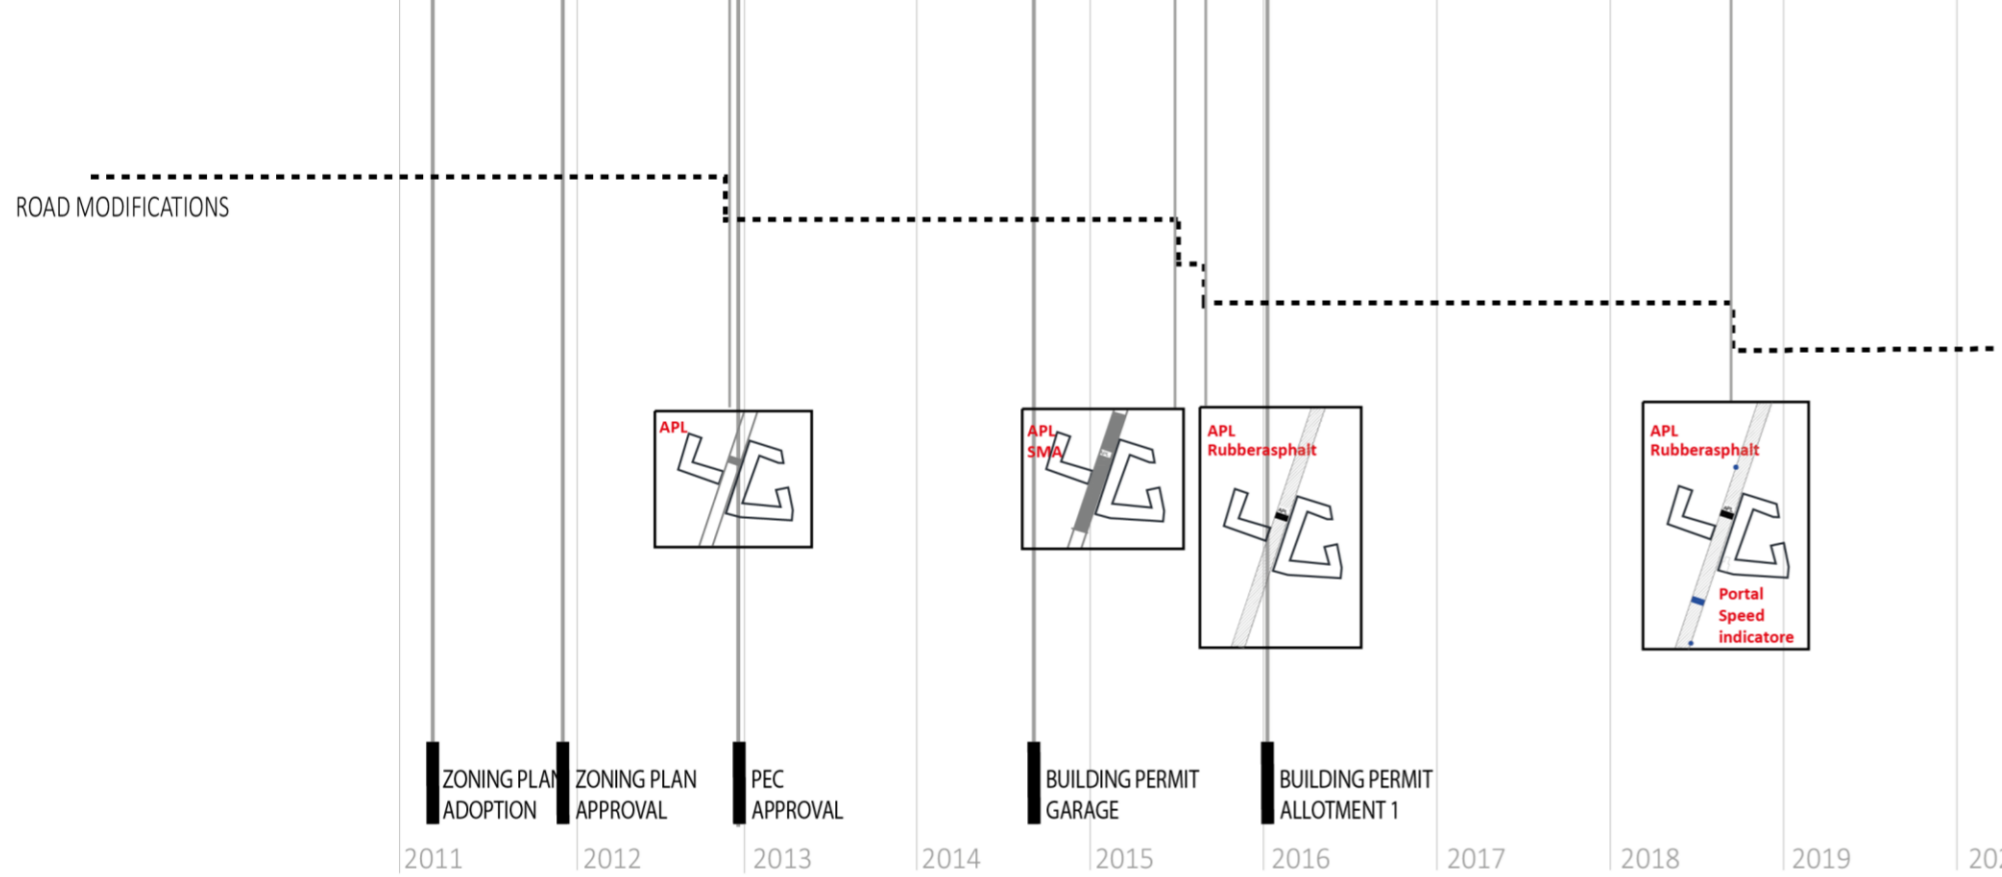 ROAD MODIFICATIONS
APL
APL
SMA
APL
Rubberasphalt
APL
Rubberasphalt
Portal
Speed
indicatore
ZONING PLAN
ADOPTION
ZONING PLAN
APPROVAL
PEC
APPROVAL
BUILDING PERMIT
GARAGE
BUILDING PERMIT
ALLOTMENT 1
2011
2012
2013
2014
2015
2016
2017
2018
2019